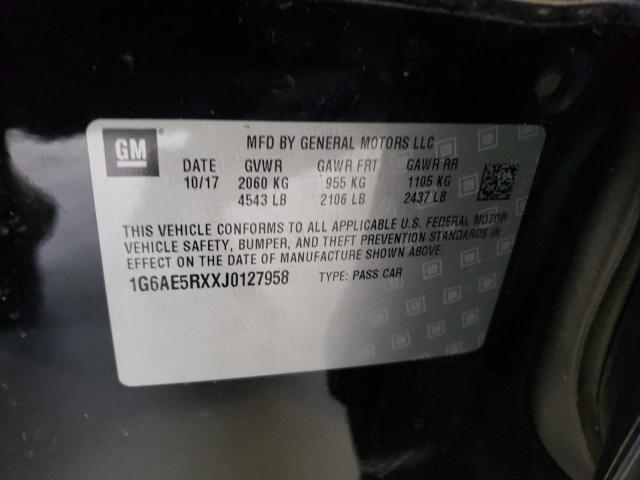 GM
MFD BY GENERAL MOTORS LLC
DATE GVWR GAWR FRT GAWR RR
10/17 2060 KG 955 KG 1105 KG
4543 LB 2106 LB 2437 LB
THIS VEHICLE CONFORMS TO ALL APPLICABLE U.S. FEDERAL MOTOR
VEHICLE SAFETY, BUMPER, AND THEFT PREVENTION STANDARDS IN
EFFECT ON THE DATE OF MANUFACTURE SHOWN ABOVE.
1G6AE5RXXJ0127958 TYPE: PASS CAR